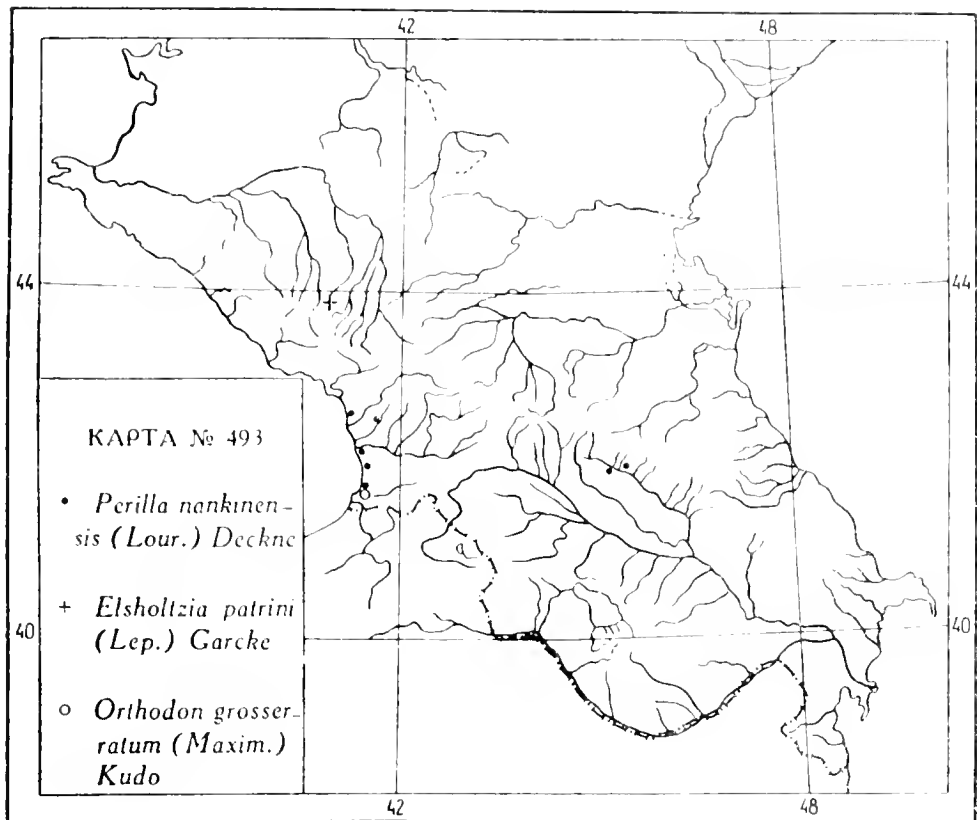 42 48
44 44
КАРТА № 493
• Perilla nankinen-
sis (Lour.) Deckne
+ Elsholtzia patrini
(Lep.) Garcke
○ Orthodon grosser-
ratum (Maxim.)
Kudo
40 40
42 48